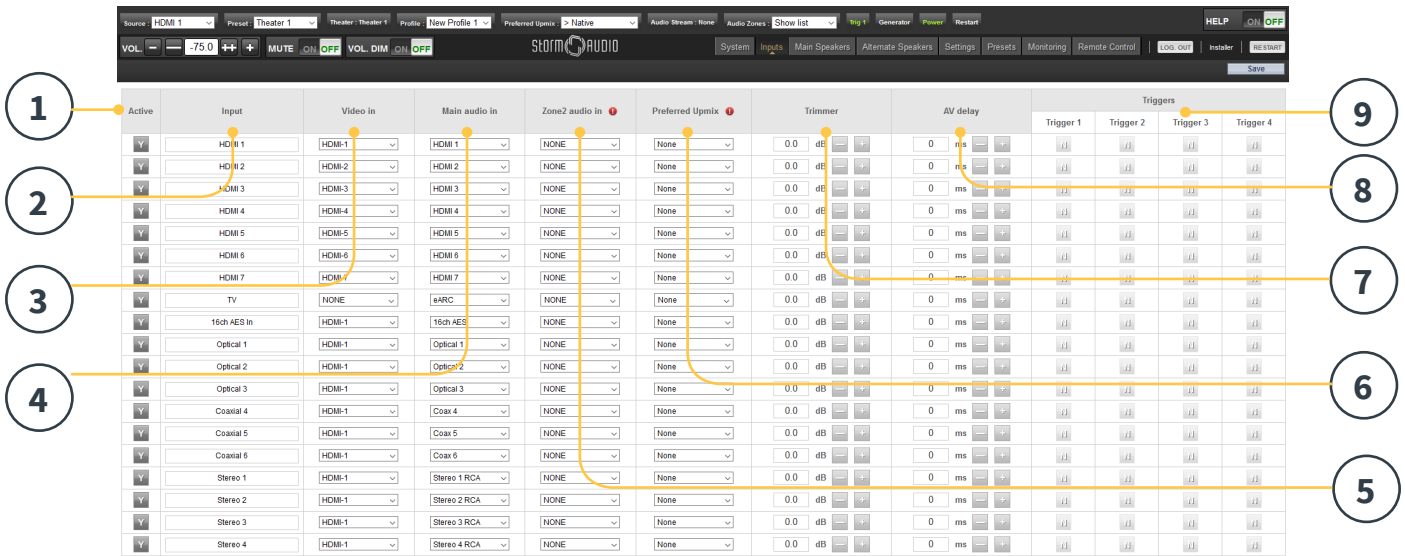 Source : HDMI 1 Preset : Theater 1 Theater : Theater 1 Profile : New Profile 1 Preferred Upmix : > Native Audio Stream : None Audio Zones : Show list Trig 1 Generator Power Restart HELP ON OFF
VOL. -75.0 MUTE ON OFF VOL. DIM ON OFF StormAUDIO System Inputs Main Speakers Alternate Speakers Settings Presets Monitoring Remote Control LOG. OUT Installer RESTART
Save
Active Input Video in Main audio in Zone2 audio in Preferred Upmix Trimmer AV delay Triggers
Trigger 1 Trigger 2 Trigger 3 Trigger 4
Y HDMI 1 HDMI-1 HDMI 1 NONE None 0.0 dB 0 ms N N N N
Y HDMI 2 HDMI-2 HDMI 2 NONE None 0.0 dB 0 ms N N N N
Y HDMI 3 HDMI-3 HDMI 3 NONE None 0.0 dB 0 ms N N N N
Y HDMI 4 HDMI-4 HDMI 4 NONE None 0.0 dB 0 ms N N N N
Y HDMI 5 HDMI-5 HDMI 5 NONE None 0.0 dB 0 ms N N N N
Y HDMI 6 HDMI-6 HDMI 6 NONE None 0.0 dB 0 ms N N N N
Y HDMI 7 HDMI-7 HDMI 7 NONE None 0.0 dB 0 ms N N N N
Y TV NONE eARC NONE None 0.0 dB 0 ms N N N N
Y 16ch AES In HDMI-1 16ch AES NONE None 0.0 dB 0 ms N N N N
Y Optical 1 HDMI-1 Optical 1 NONE None 0.0 dB 0 ms N N N N
Y Optical 2 HDMI-1 Optical 2 NONE None 0.0 dB 0 ms N N N N
Y Optical 3 HDMI-1 Optical 3 NONE None 0.0 dB 0 ms N N N N
Y Coaxial 4 HDMI-1 Coax 4 NONE None 0.0 dB 0 ms N N N N
Y Coaxial 5 HDMI-1 Coax 5 NONE None 0.0 dB 0 ms N N N N
Y Coaxial 6 HDMI-1 Coax 6 NONE None 0.0 dB 0 ms N N N N
Y Stereo 1 HDMI-1 Stereo 1 RCA NONE None 0.0 dB 0 ms N N N N
Y Stereo 2 HDMI-1 Stereo 2 RCA NONE None 0.0 dB 0 ms N N N N
Y Stereo 3 HDMI-1 Stereo 3 RCA NONE None 0.0 dB 0 ms N N N N
Y Stereo 4 HDMI-1 Stereo 4 RCA NONE None 0.0 dB 0 ms N N N N
1
2
3
4
5
6
7
8
9